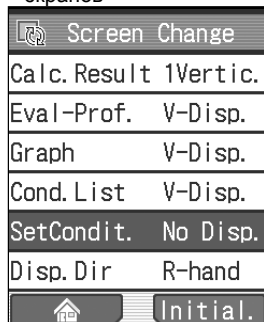 экранов
Screen Change
Calc.Result 1Vertic.
Eval-Prof. V-Disp.
Graph V-Disp.
Cond.List V-Disp.
SetCondit. No Disp.
Disp.Dir R-hand
Initial.